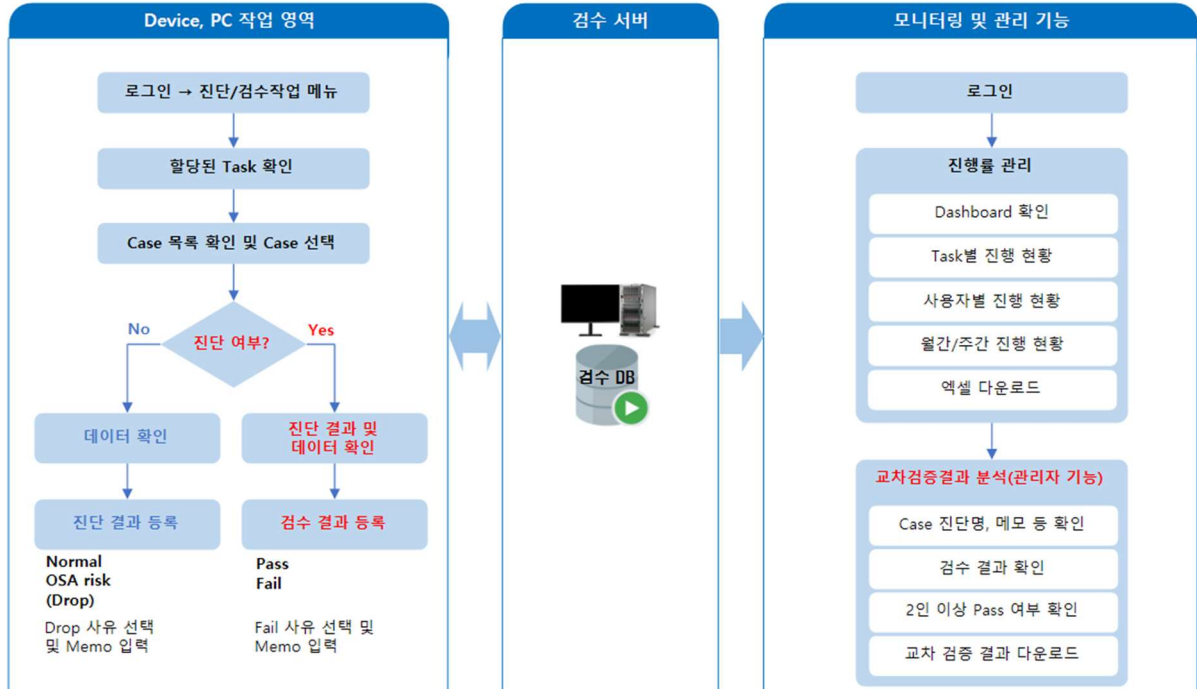 Device, PC 작업 영역
로그인 → 진단/검수작업 메뉴
할당된 Task 확인
Case 목록 확인 및 Case 선택
No
Yes
진단 여부?
데이터 확인
진단 결과 및
데이터 확인
진단 결과 등록
검수 결과 등록
Normal
OSA risk
(Drop)
Drop 사유 선택
및 Memo 입력
Pass
Fail
Fail 사유 선택 및
Memo 입력
검수 서버
검수 DB
모니터링 및 관리 기능
로그인
진행률 관리
Dashboard 확인
Task별 진행 현황
사용자별 진행 현황
월간/주간 진행 현황
엑셀 다운로드
교차검증결과 분석(관리자 기능)
Case 진단명, 메모 등 확인
검수 결과 확인
2인 이상 Pass 여부 확인
교차 검증 결과 다운로드